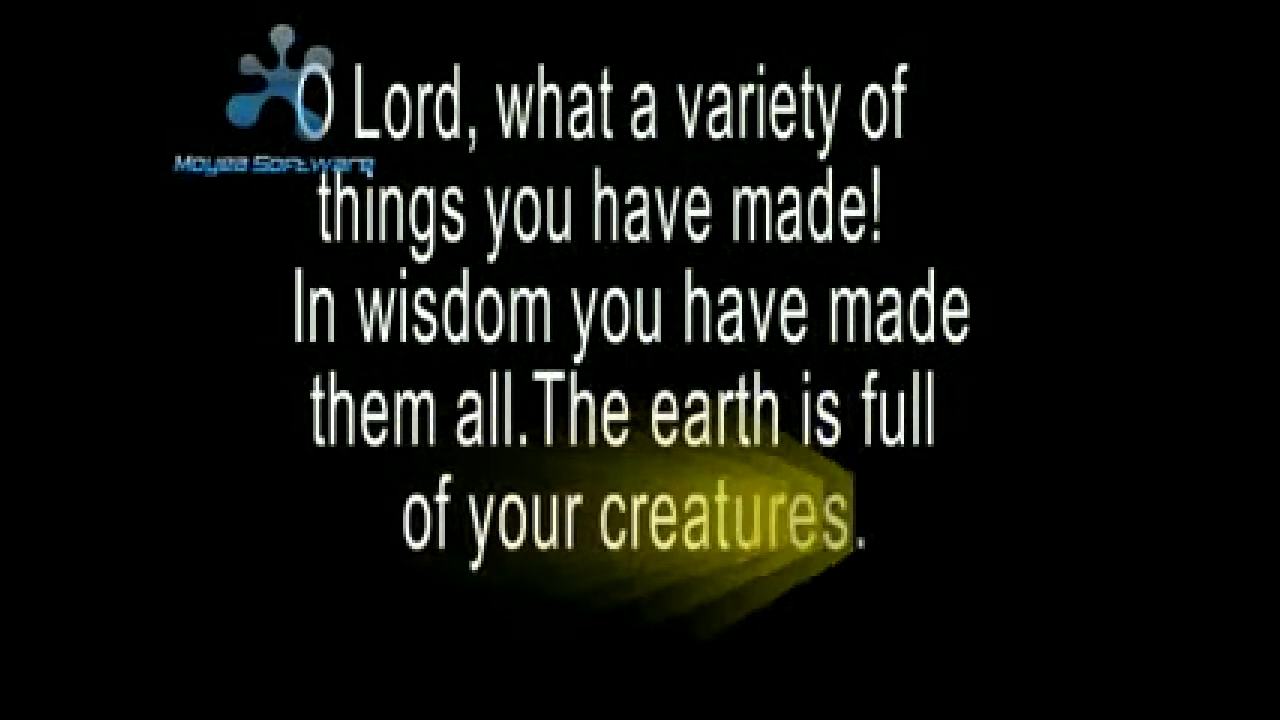 O Lord, what a variety of
Moyea Software
things you have made!
In wisdom you have made
them all.The earth is full
of your creatures.